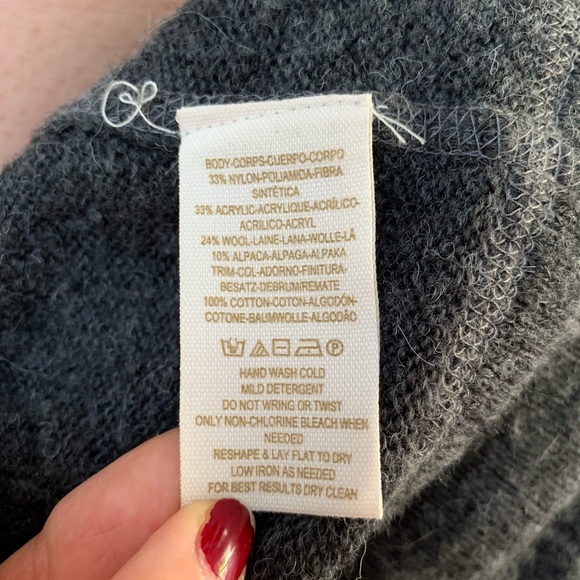 BODY-CORPS-CUERPO-CORPO
33% NYLON-POLIAMIDA-FIBRA
SINTÉTICA
33% ACRYLIC-ACRYLIQUE-ACRÍLICO-
ACRILICO-ACRYL
24% WOOL-LAINE-LANA-WOLLE-LÃ
10% ALPACA-ALPAGA-ALPAKA
TRIM-COL-ADORNO-FINITURA-
BESATZ-DEBRUM/REMATE
100% COTTON-COTON-ALGODÓN-
COTONE-BAUMWOLLE-ALGODÃO
P
HAND WASH COLD
MILD DETERGENT
DO NOT WRING OR TWIST
ONLY NON-CHLORINE BLEACH WHEN
NEEDED
RESHAPE & LAY FLAT TO DRY
LOW IRON AS NEEDED
FOR BEST RESULTS DRY CLEAN